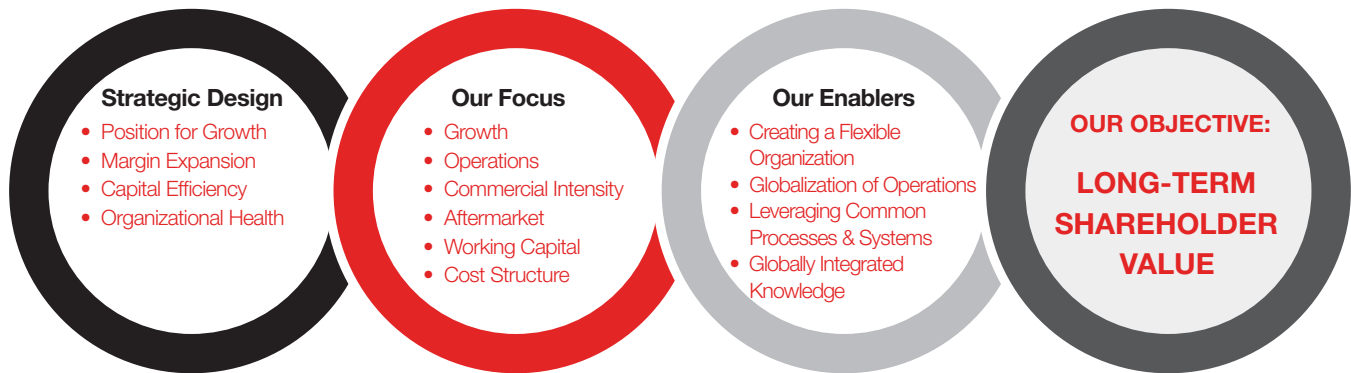 Strategic Design
• Position for Growth
• Margin Expansion
• Capital Efficiency
• Organizational Health
Our Focus
• Growth
• Operations
• Commercial Intensity
• Aftermarket
• Working Capital
• Cost Structure
Our Enablers
• Creating a Flexible
Organization
• Globalization of Operations
• Leveraging Common
Processes & Systems
• Globally Integrated
Knowledge
OUR OBJECTIVE:
LONG-TERM
SHAREHOLDER
VALUE